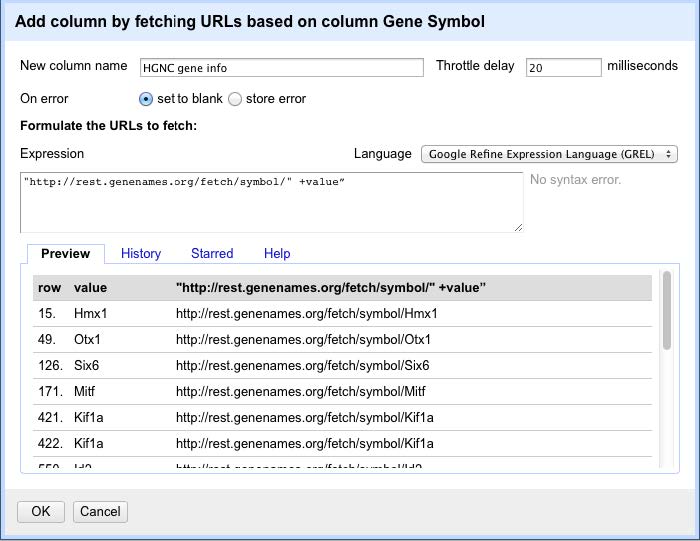 Add column by fetching URLs based on column Gene Symbol
New column name HGNC gene info Throttle delay 20 milliseconds
On error set to blank store error
Formulate the URLs to fetch:
Expression Language Google Refine Expression Language (GREL)
"http://rest.genenames.org/fetch/symbol/" +value” No syntax error.
Preview History Starred Help
row value "http://rest.genenames.org/fetch/symbol/" +value”
15. Hmx1 http://rest.genenames.org/fetch/symbol/Hmx1
49. Otx1 http://rest.genenames.org/fetch/symbol/Otx1
126. Six6 http://rest.genenames.org/fetch/symbol/Six6
171. Mitf http://rest.genenames.org/fetch/symbol/Mitf
421. Kif1a http://rest.genenames.org/fetch/symbol/Kif1a
422. Kif1a http://rest.genenames.org/fetch/symbol/Kif1a
OK Cancel